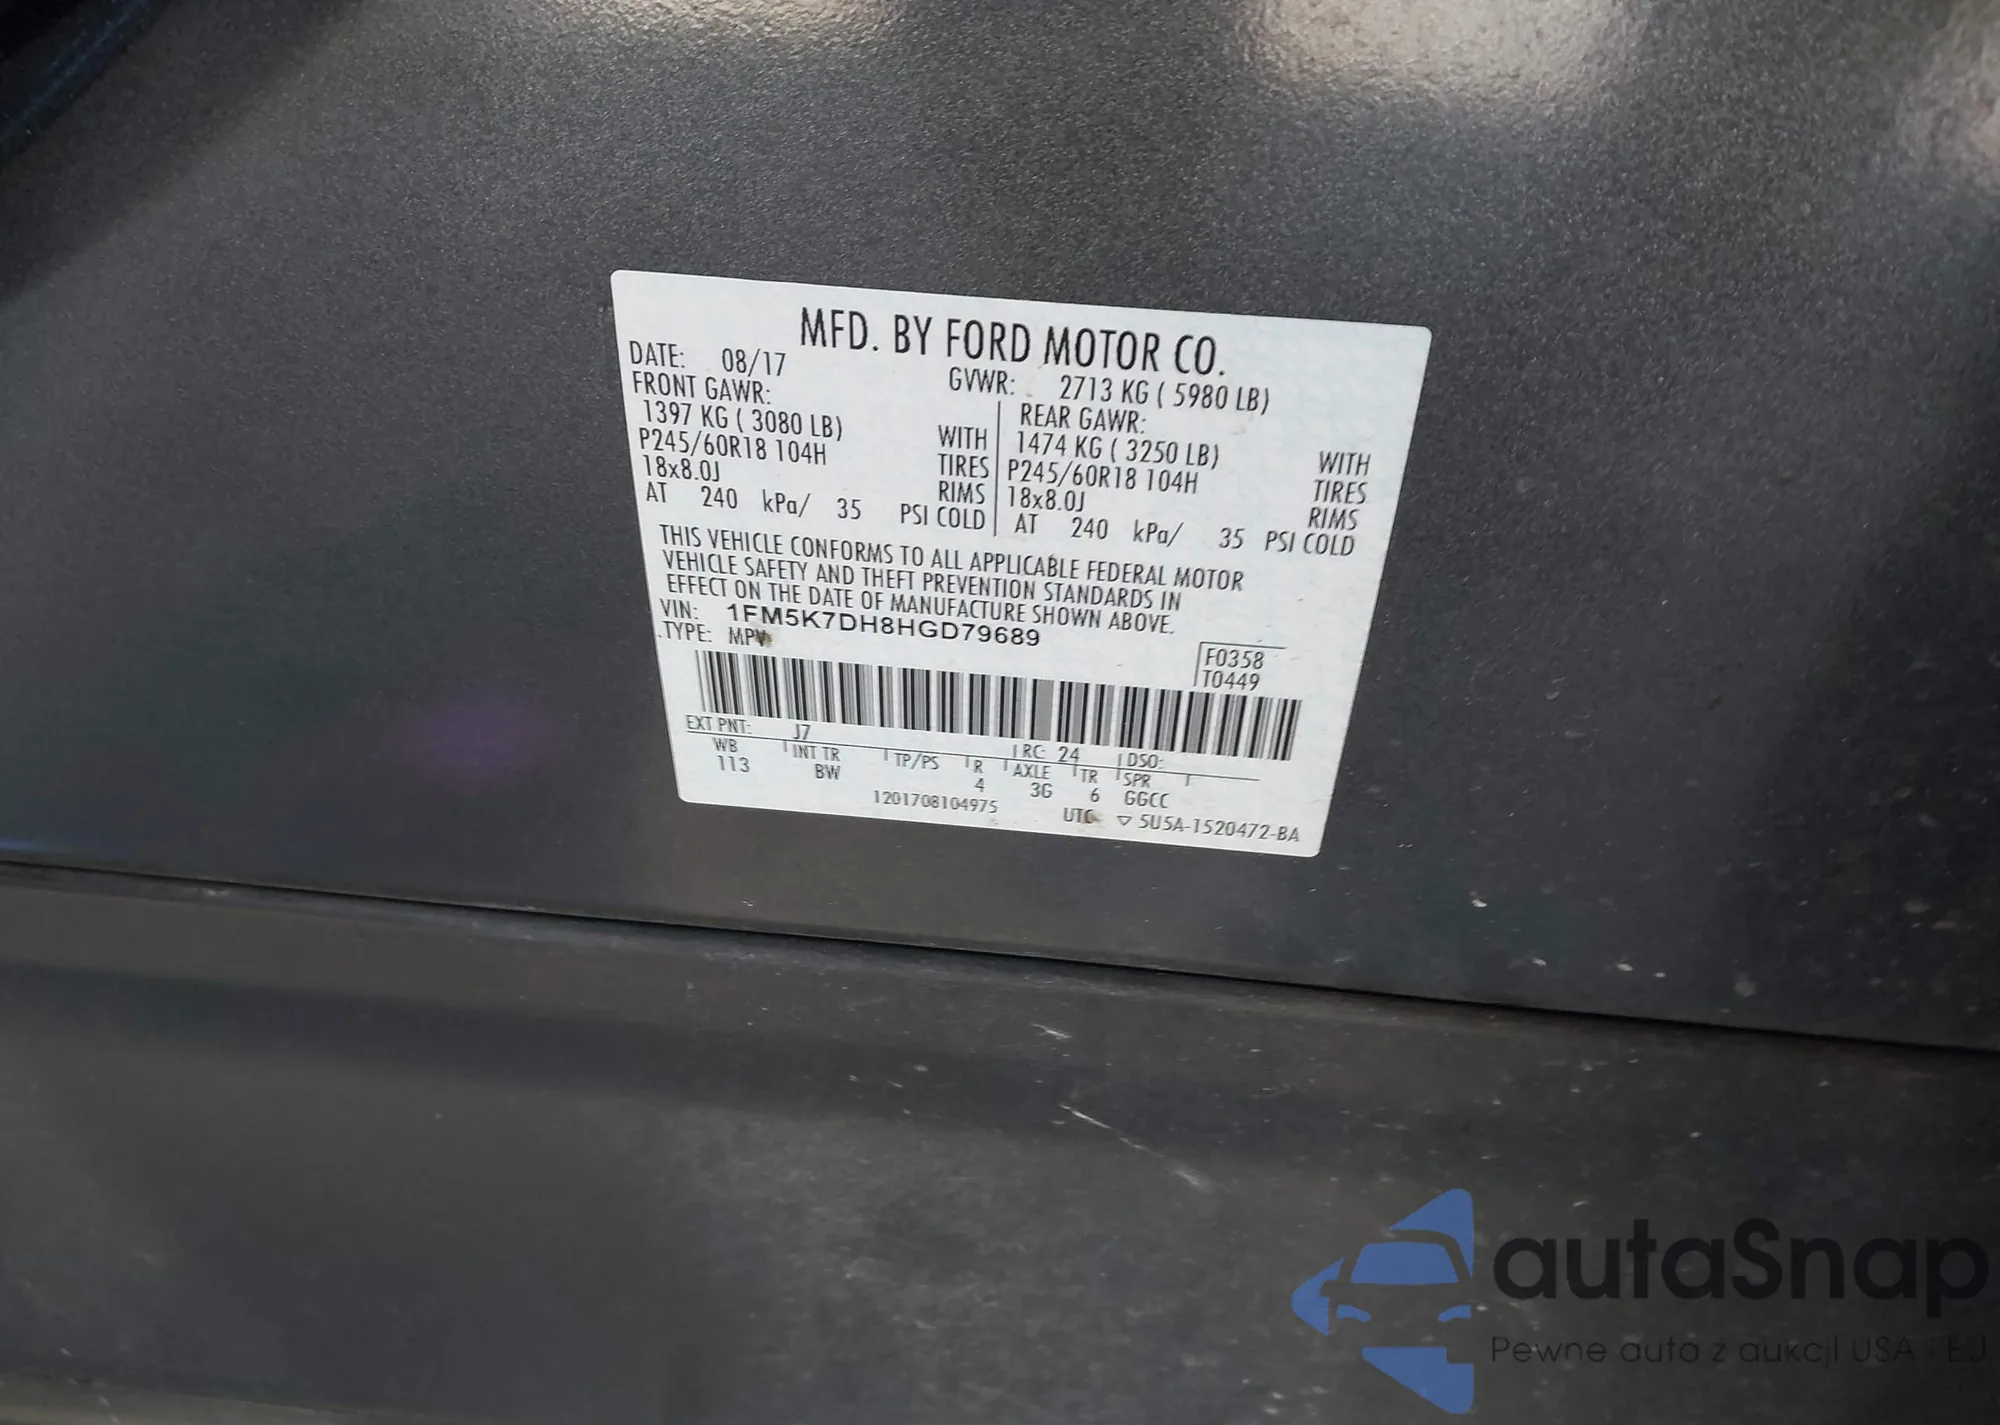 MFD. BY FORD MOTOR CO.
DATE: 08/17 GVWR: 2713 KG ( 5980 LB)
FRONT GAWR: REAR GAWR:
1397 KG ( 3080 LB) WITH 1474 KG ( 3250 LB) WITH
P245/60R18 104H TIRES P245/60R18 104H TIRES
18x8.0J RIMS 18x8.0J RIMS
AT 240 kPa/ 35 PSI COLD AT 240 kPa/ 35 PSI COLD
THIS VEHICLE CONFORMS TO ALL APPLICABLE FEDERAL MOTOR
VEHICLE SAFETY AND THEFT PREVENTION STANDARDS IN
EFFECT ON THE DATE OF MANUFACTURE SHOWN ABOVE.
VIN: 1FM5K7DH8HGD79689
TYPE: MPV
F0358
T0449
EXT PNT: J7 RC: 24 DSO:
WB INT TR TP/PS R AXLE TR SPR
113 BW 4 3G 6 GGCC
1201708104975 UTC ▽ 5U5A-1520472-BA
autaSnap
Pewne auta z aukcji USA i EU